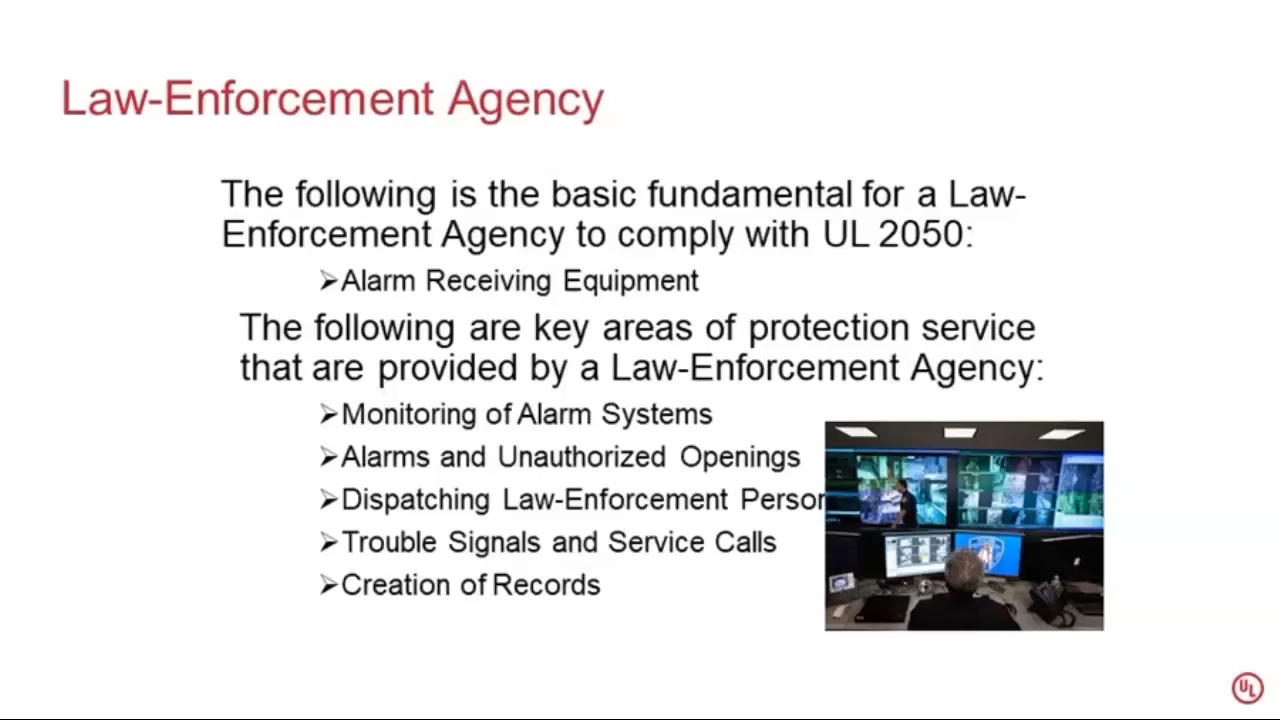 Law-Enforcement Agency
The following is the basic fundamental for a Law-
Enforcement Agency to comply with UL 2050:
➢Alarm Receiving Equipment
The following are key areas of protection service
that are provided by a Law-Enforcement Agency:
➢Monitoring of Alarm Systems
➢Alarms and Unauthorized Openings
➢Dispatching Law-Enforcement
➢Trouble Signals and Service Calls
➢Creation of Records
UL